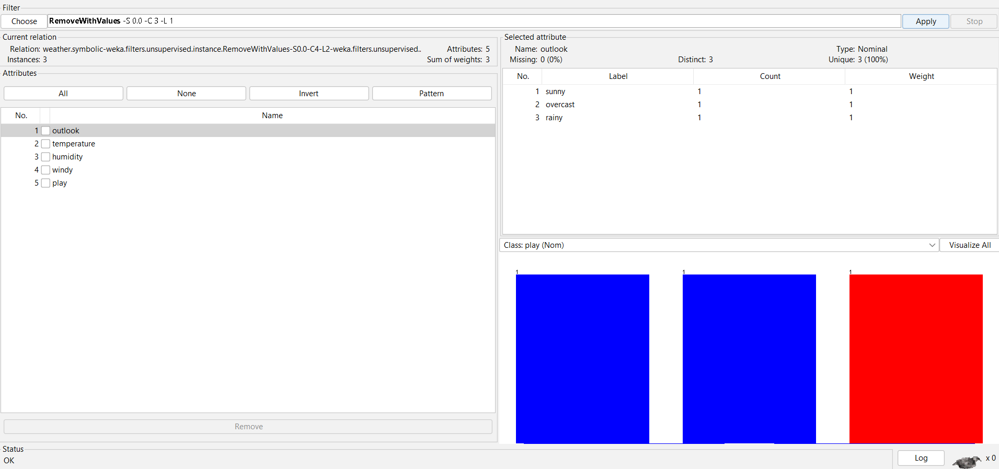 Filter
Choose RemoveWithValues -S 0.0 -C 3 -L 1 Apply Stop
Current relation
Relation: weather.symbolic-weka.filters.unsupervised.instance.RemoveWithValues-S0.0-C4-L2-weka.filters.unsupervised.. Attributes: 5
Instances: 3 Sum of weights: 3
Attributes
All None Invert Pattern
No. Name
1 outlook
2 temperature
3 humidity
4 windy
5 play
Remove
Selected attribute
Name: outlook Type: Nominal
Missing: 0 (0%) Distinct: 3 Unique: 3 (100%)
No. Label Count Weight
1 sunny 1 1
2 overcast 1 1
3 rainy 1 1
Class: play (Nom) Visualize All
1 1 1
Status
OK
Log x 0